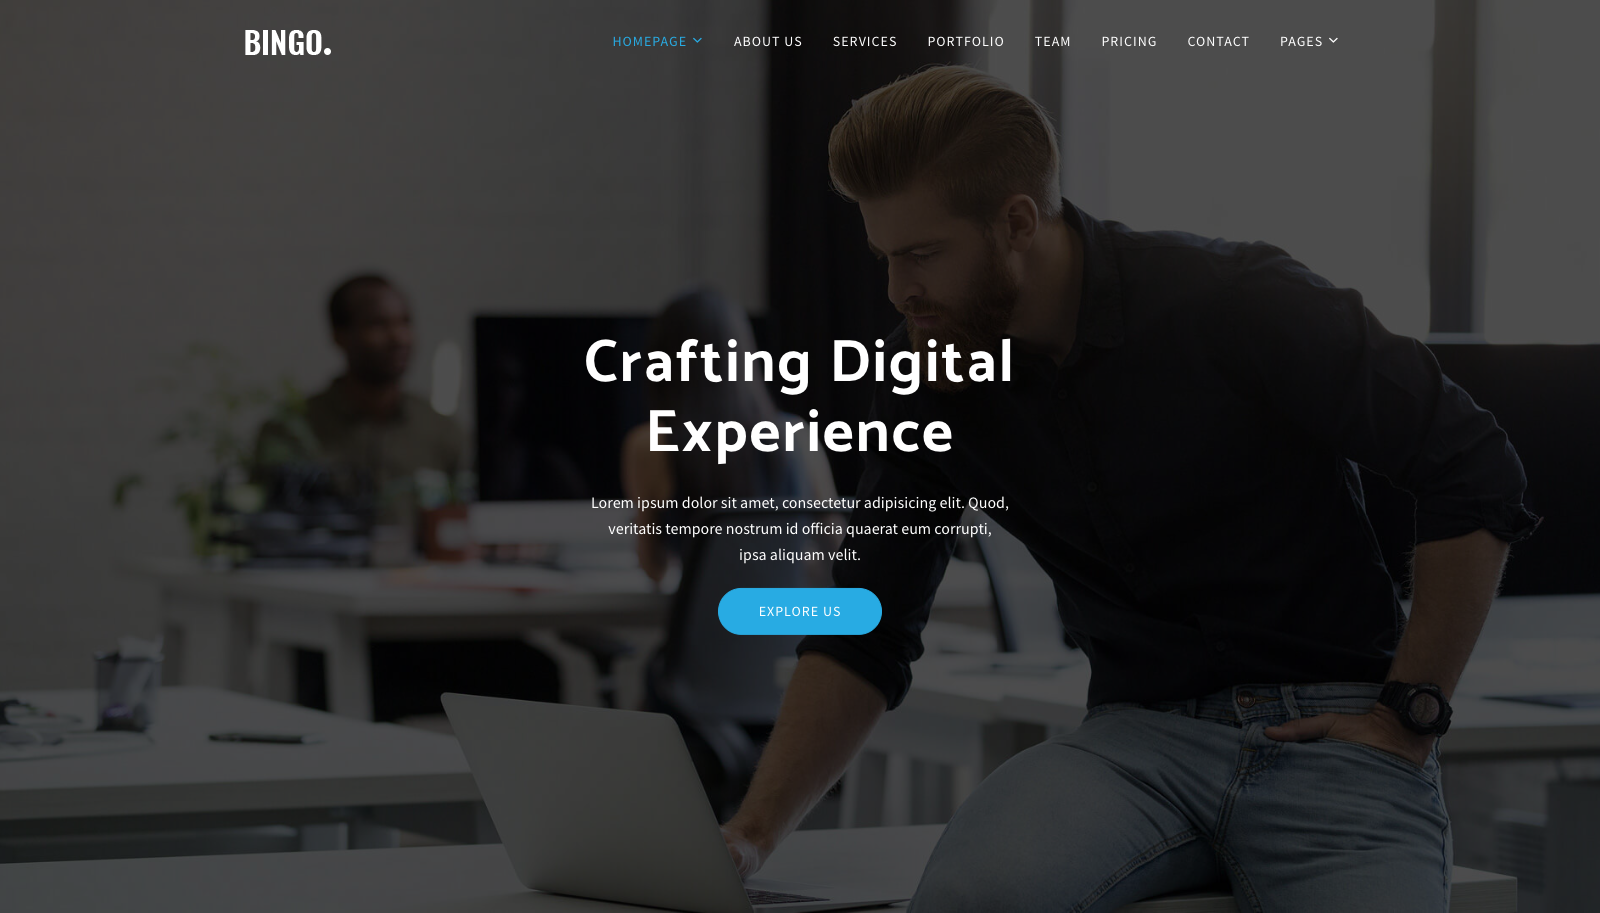 BINGO.
HOMEPAGE ABOUT US SERVICES PORTFOLIO TEAM PRICING CONTACT PAGES
Crafting Digital
Experience
Lorem ipsum dolor sit amet, consectetur adipisicing elit. Quod,
veritatis tempore nostrum id officia quaerat eum corrupti,
ipsa aliquam velit.
EXPLORE US